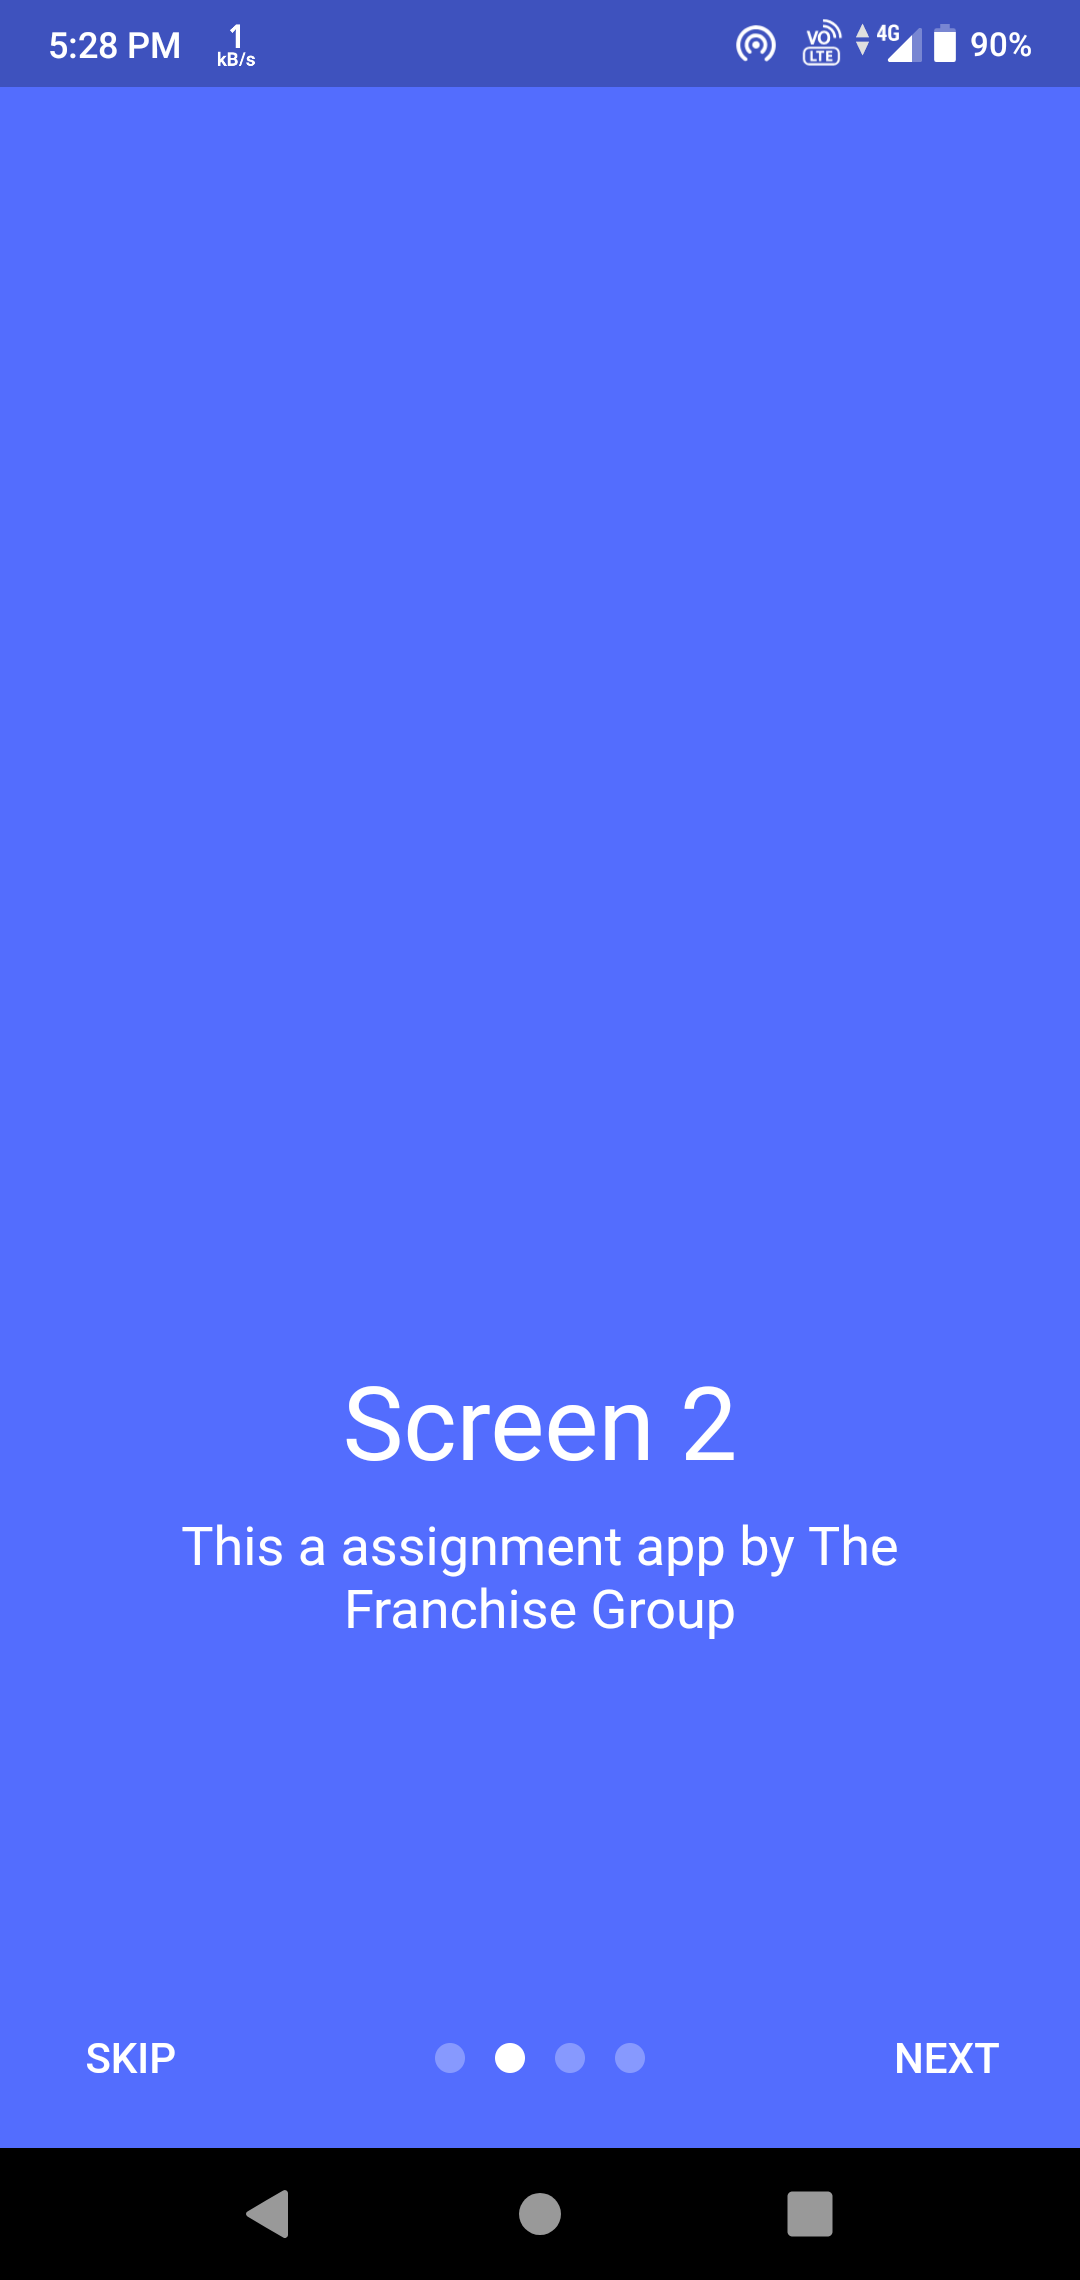 5:28 PM 1 kB/s VO LTE 4G 90%
Screen 2
This a assignment app by The
Franchise Group
SKIP NEXT